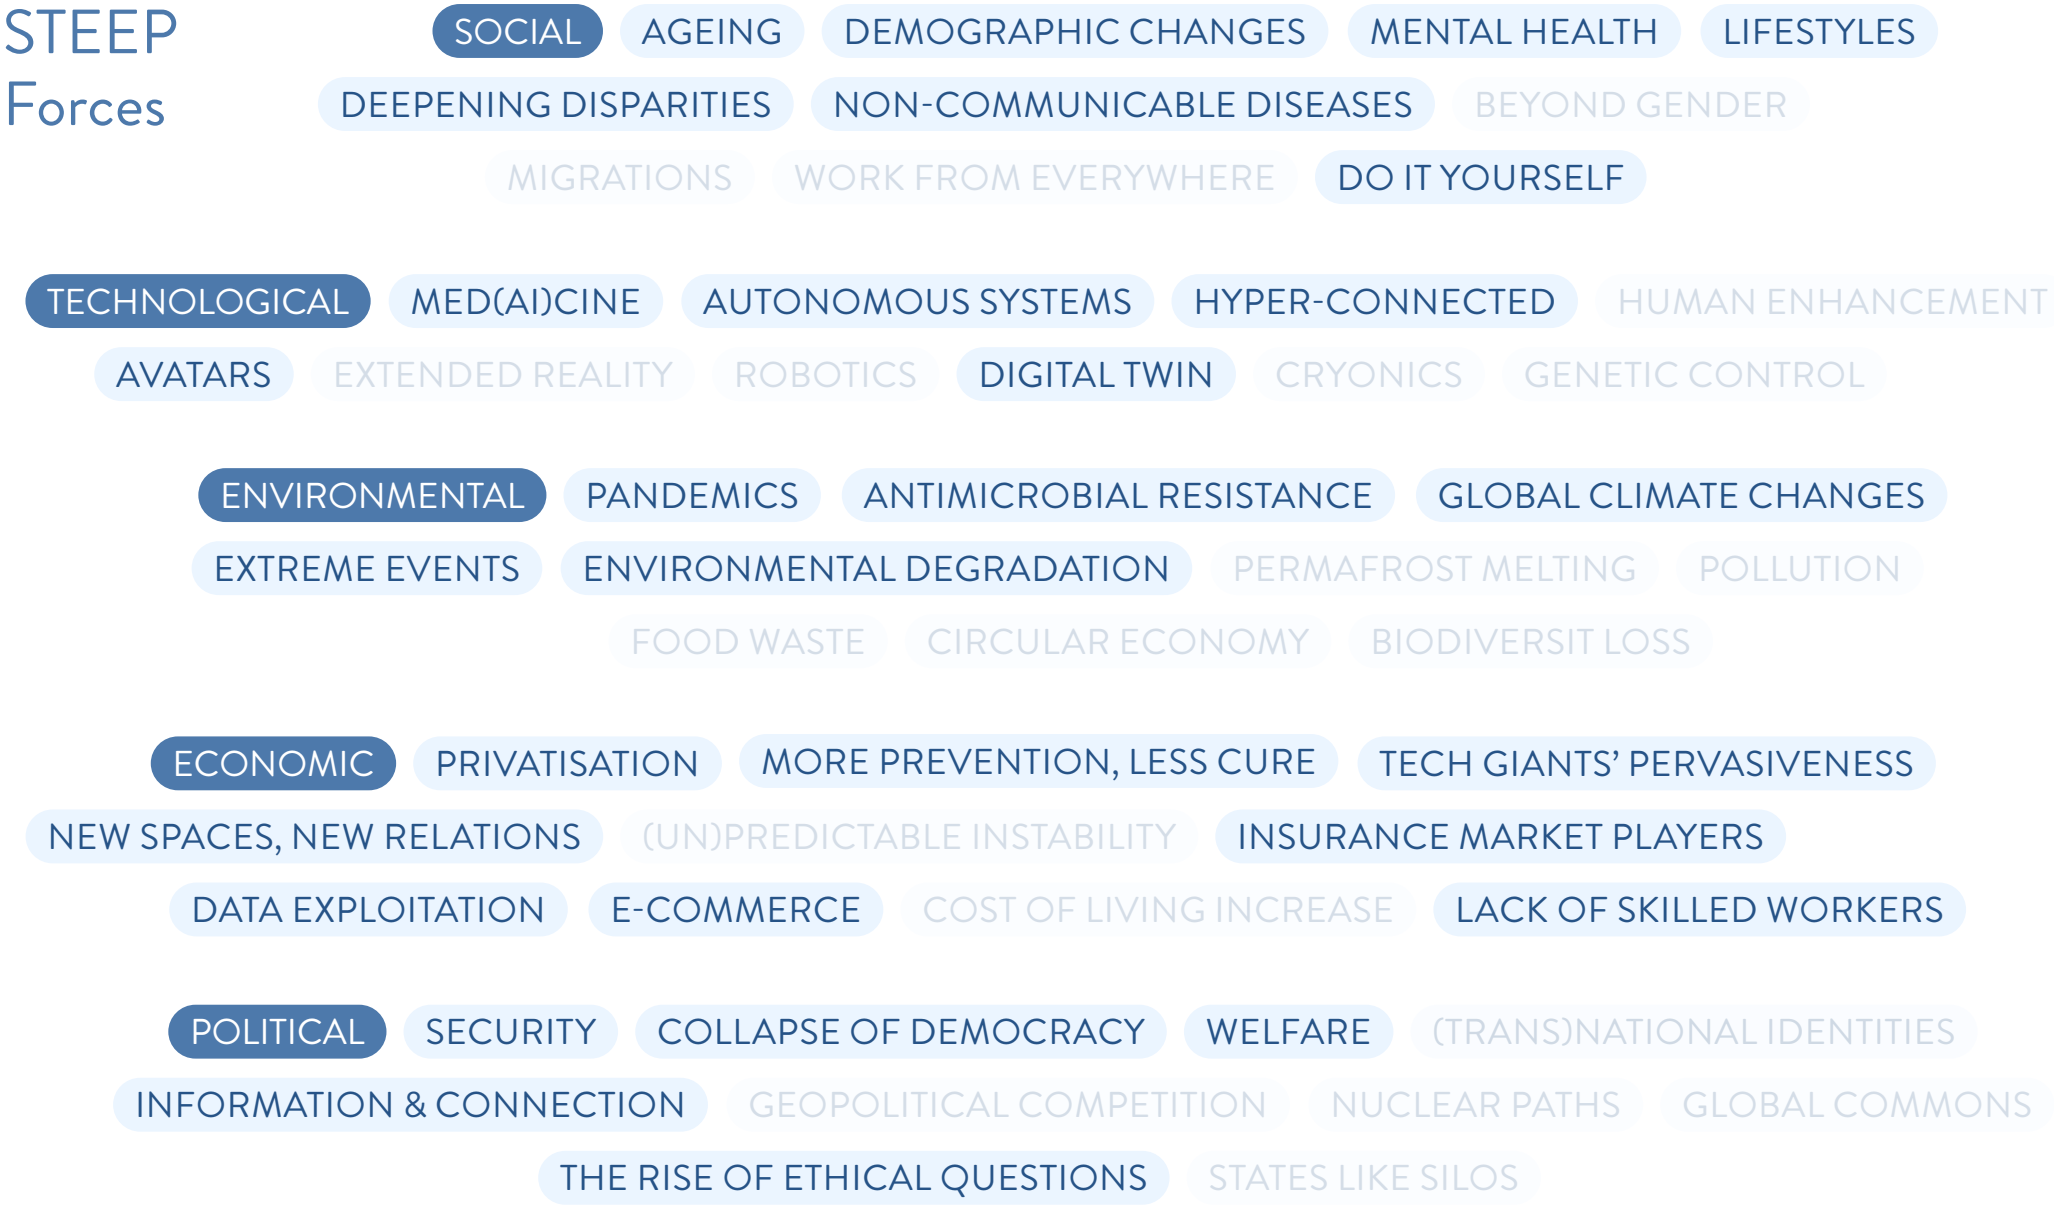 STEEP
Forces
SOCIAL AGEING DEMOGRAPHIC CHANGES MENTAL HEALTH LIFESTYLES
DEEPENING DISPARITIES NON-COMMUNICABLE DISEASES BEYOND GENDER
MIGRATIONS WORK FROM EVERYWHERE DO IT YOURSELF
TECHNOLOGICAL MED(AI)CINE AUTONOMOUS SYSTEMS HYPER-CONNECTED HUMAN ENHANCEMENT
AVATARS EXTENDED REALITY ROBOTICS DIGITAL TWIN CRYONICS GENETIC CONTROL
ENVIRONMENTAL PANDEMICS ANTIMICROBIAL RESISTANCE GLOBAL CLIMATE CHANGES
EXTREME EVENTS ENVIRONMENTAL DEGRADATION PERMAFROST MELTING POLLUTION
FOOD WASTE CIRCULAR ECONOMY BIODIVERSIT LOSS
ECONOMIC PRIVATISATION MORE PREVENTION, LESS CURE TECH GIANTS’ PERVASIVENESS
NEW SPACES, NEW RELATIONS (UN)PREDICTABLE INSTABILITY INSURANCE MARKET PLAYERS
DATA EXPLOITATION E-COMMERCE COST OF LIVING INCREASE LACK OF SKILLED WORKERS
POLITICAL SECURITY COLLAPSE OF DEMOCRACY WELFARE (TRANS)NATIONAL IDENTITIES
INFORMATION & CONNECTION GEOPOLITICAL COMPETITION NUCLEAR PATHS GLOBAL COMMONS
THE RISE OF ETHICAL QUESTIONS STATES LIKE SILOS